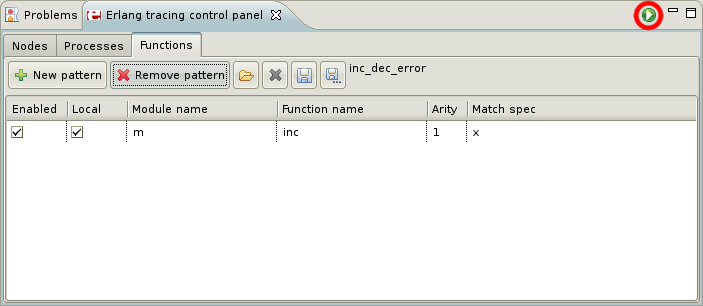 Problems Erlang tracing control panel
Nodes Processes Functions
New pattern Remove pattern inc_dec_error
Enabled Local Module name Function name Arity Match spec
m inc 1 x